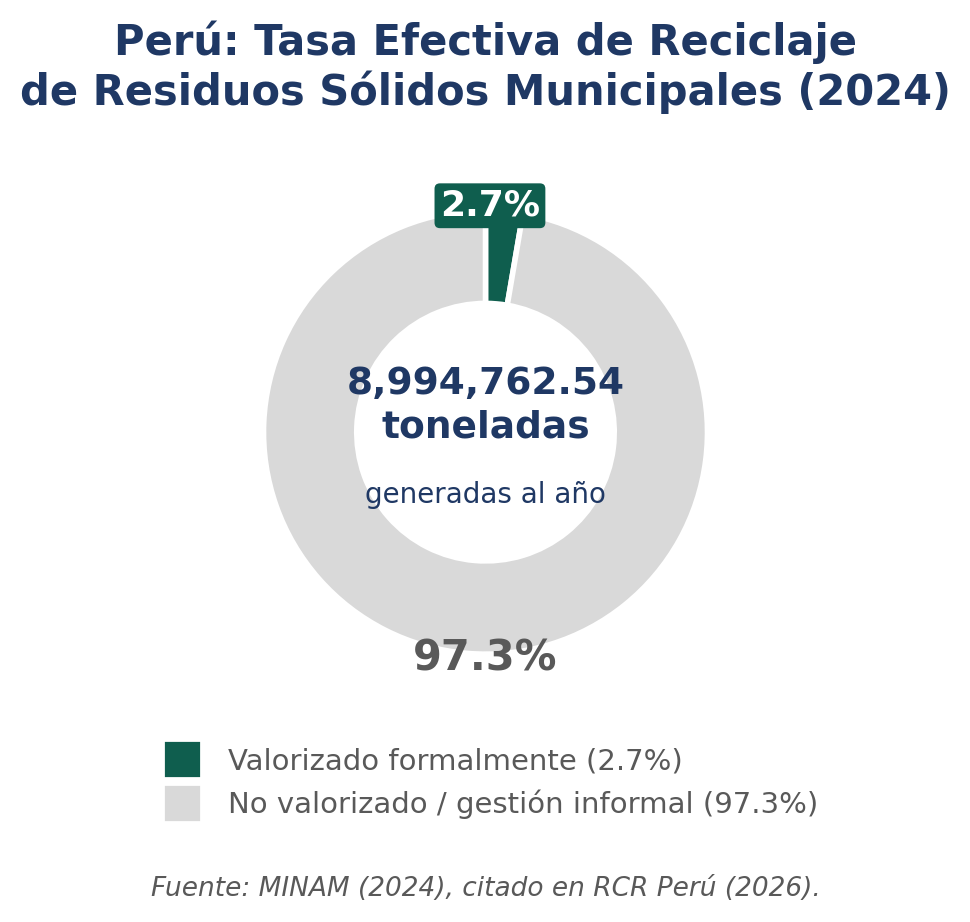 Perú: Tasa Efectiva de Reciclaje
de Residuos Sólidos Municipales (2024)
2.7%
8,994,762.54
toneladas
generadas al año
97.3%
Valorizado formalmente (2.7%)
No valorizado / gestión informal (97.3%)
Fuente: MINAM (2024), citado en RCR Perú (2026).